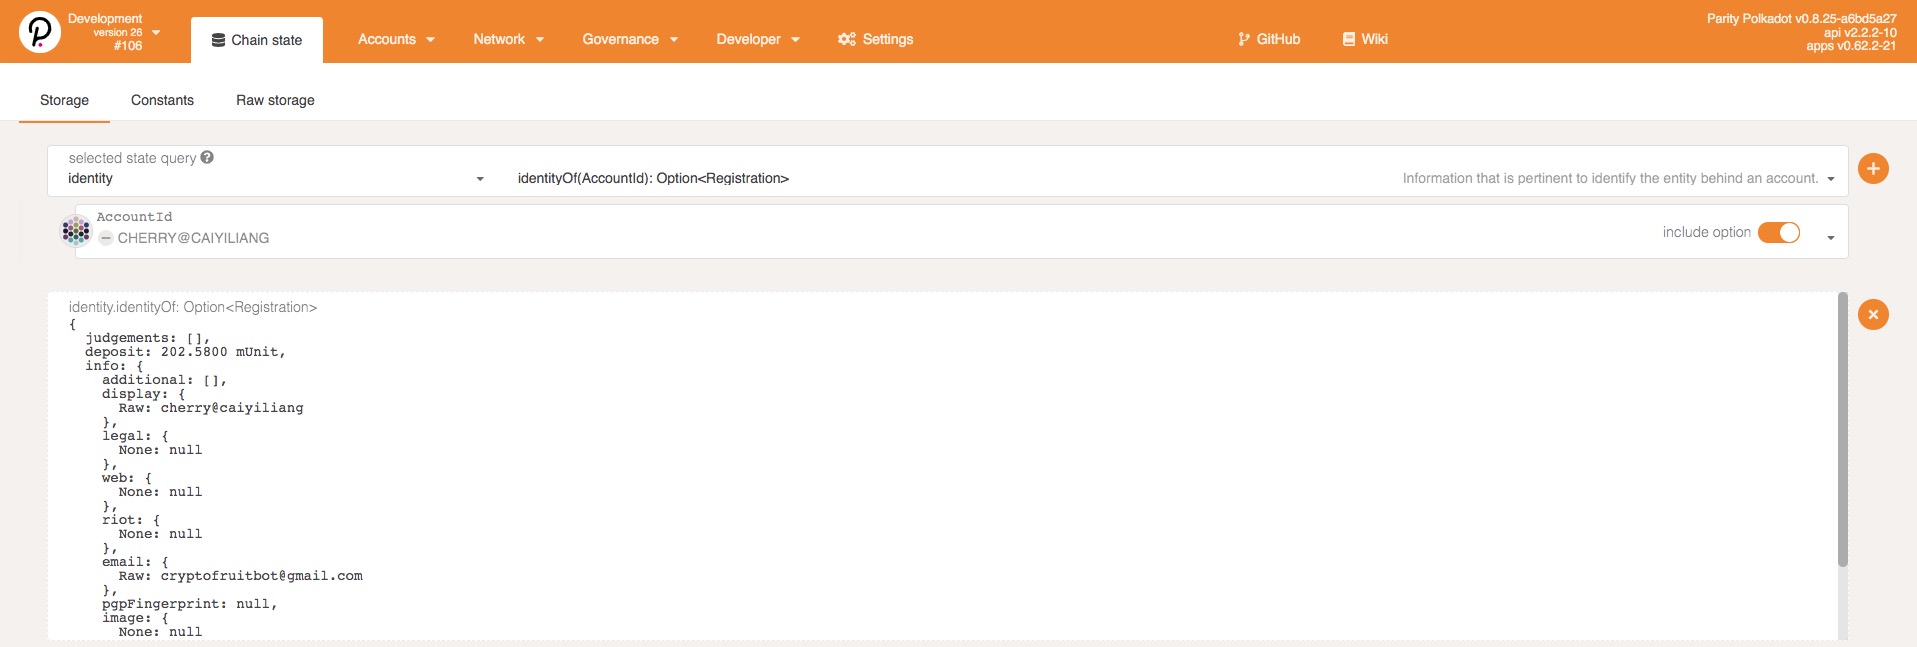 Development
version 26
#106
Chain state
Accounts
Network
Governance
Developer
Settings
GitHub
Wiki
Parity Polkadot v0.8.25-a6bd5a27
api v2.2.2-10
apps v0.62.2-21
Storage
Constants
Raw storage
selected state query ?
identity
identityOf(AccountId): Option<Registration>
Information that is pertinent to identify the entity behind an account.
AccountId
CHERRY@CAIYILIANG
include option
identity.identityOf: Option<Registration>
{
judgements: [],
deposit: 202.5800 mUnit,
info: {
additional: [],
display: {
Raw: cherry@caiyiliang
},
legal: {
None: null
},
web: {
None: null
},
riot: {
None: null
},
email: {
Raw: cryptofruitbot@gmail.com
},
pgpFingerprint: null,
image: {
None: null